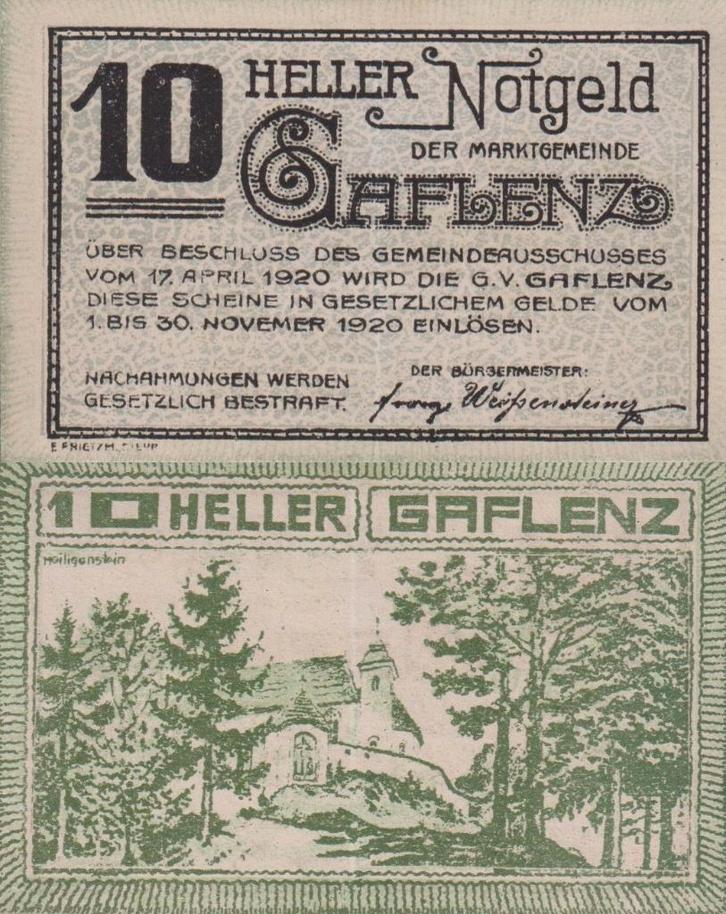 10 HELLER Notgeld
DER MARKTGEMEINDE
GAFLENZ
ÜBER BESCHLUSS DES GEMEINDEAUSSCHUSSES
VOM 17. APRIL 1920 WIRD DIE G.V. GAFLENZ
DIESE SCHEINE IN GESETZLICHEM GELDE VOM
1. BIS 30. NOVEMER 1920 EINLÖSEN.
NACHAHMUNGEN WERDEN
GESETZLICH BESTRAFT.
DER BÜRGERMEISTER:
Weißensteiner
10 HELLER GAFLENZ
Heiligenstein